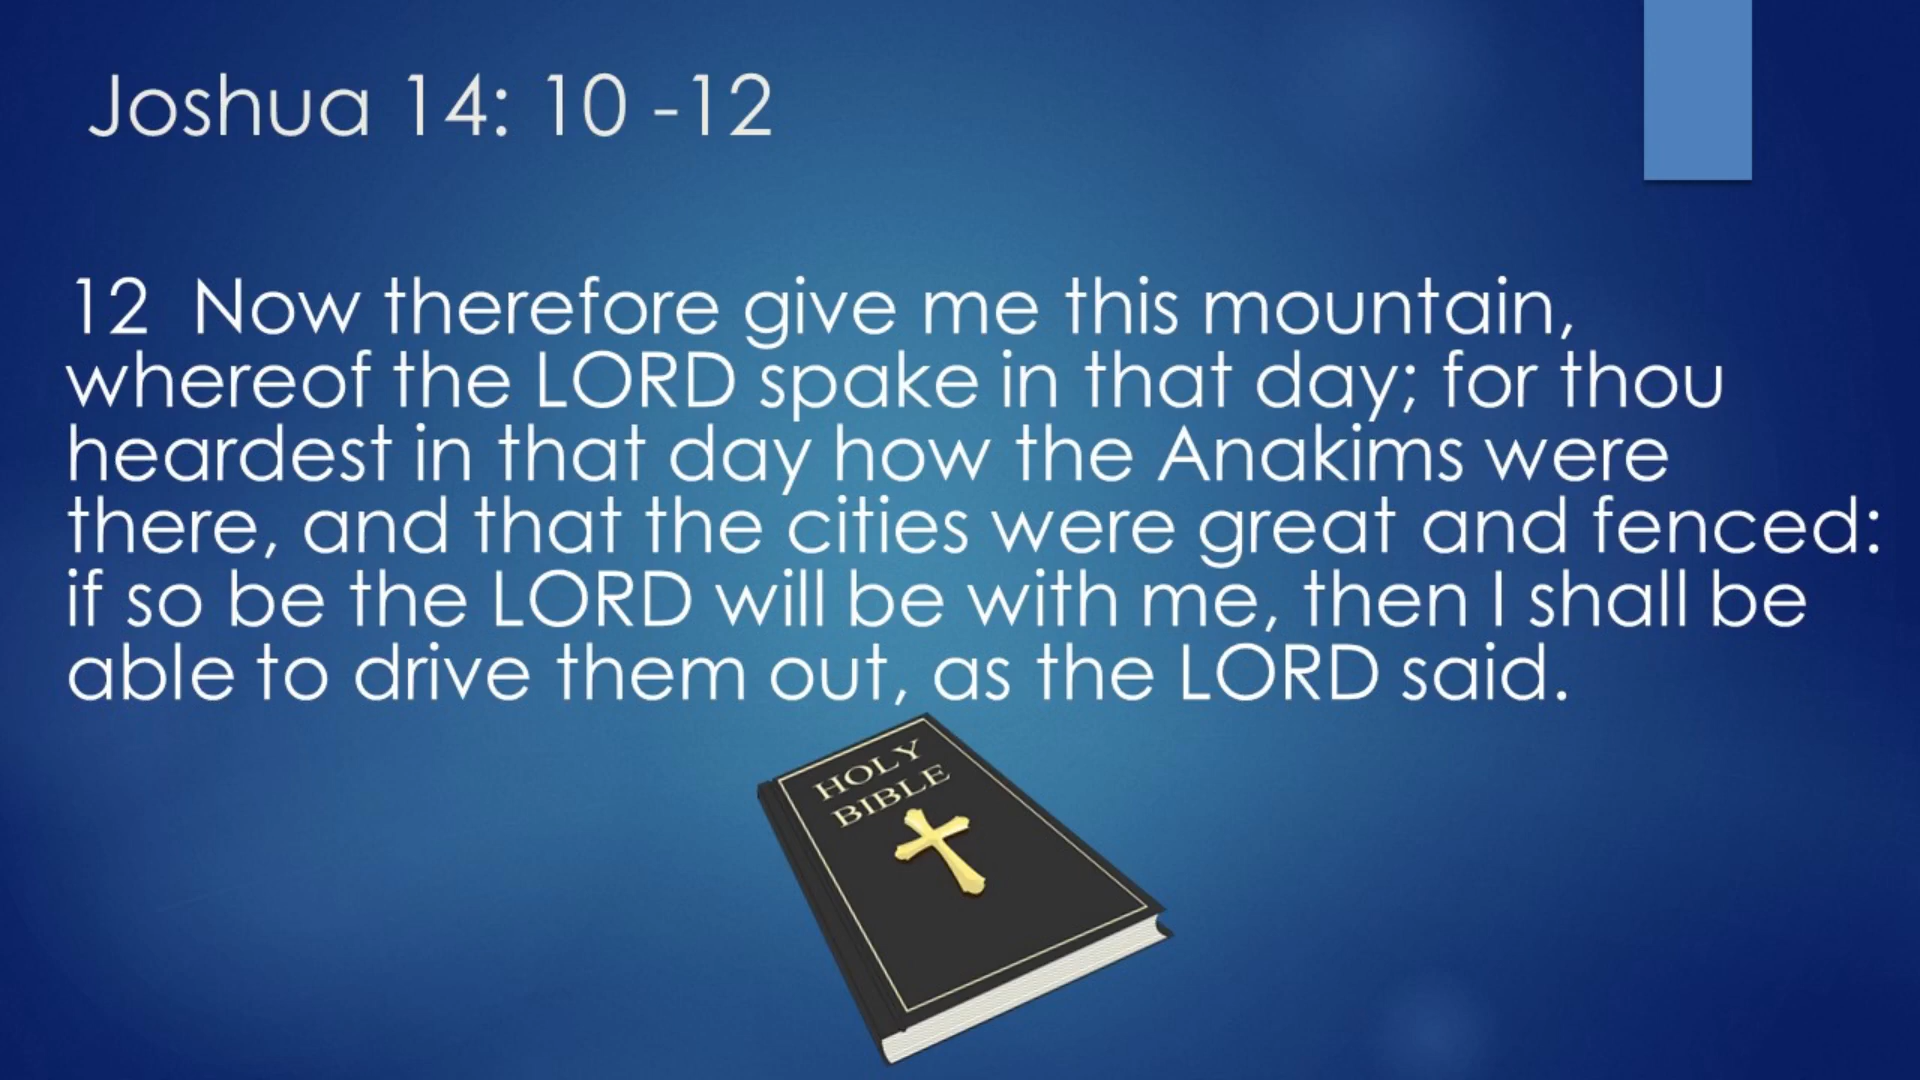 Joshua 14: 10 -12
12  Now therefore give me this mountain,
whereof the LORD spake in that day; for thou
heardest in that day how the Anakims were
there, and that the cities were great and fenced:
if so be the LORD will be with me, then I shall be
able to drive them out, as the LORD said.
HOLY
BIBLE